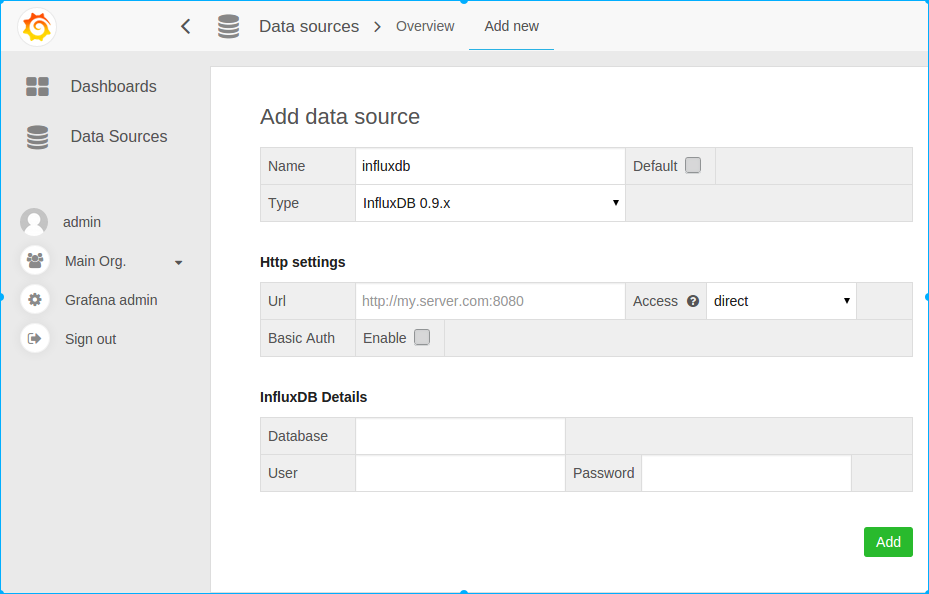 Data sources > Overview Add new
Dashboards
Data Sources
admin
Main Org.
Grafana admin
Sign out
Add data source
Name influxdb Default
Type InfluxDB 0.9.x
Http settings
Url http://my.server.com:8080 Access direct
Basic Auth Enable
InfluxDB Details
Database
User Password
Add